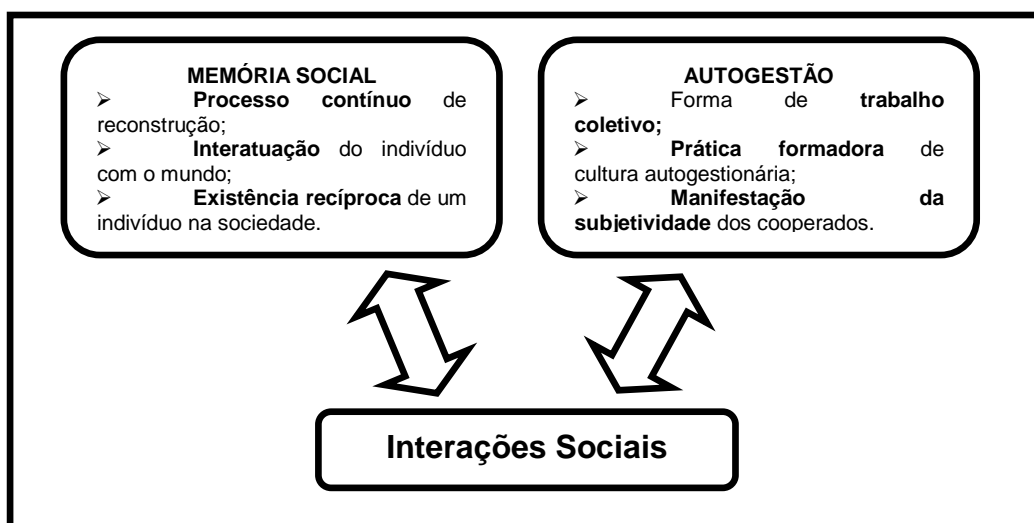 MEMÓRIA SOCIAL
➢ Processo contínuo de
reconstrução;
➢ Interatuação do indivíduo
com o mundo;
➢ Existência recíproca de um
indivíduo na sociedade.
AUTOGESTÃO
➢ Forma de trabalho
coletivo;
➢ Prática formadora de
cultura autogestionária;
➢ Manifestação da
subjetividade dos cooperados.
Interações Sociais